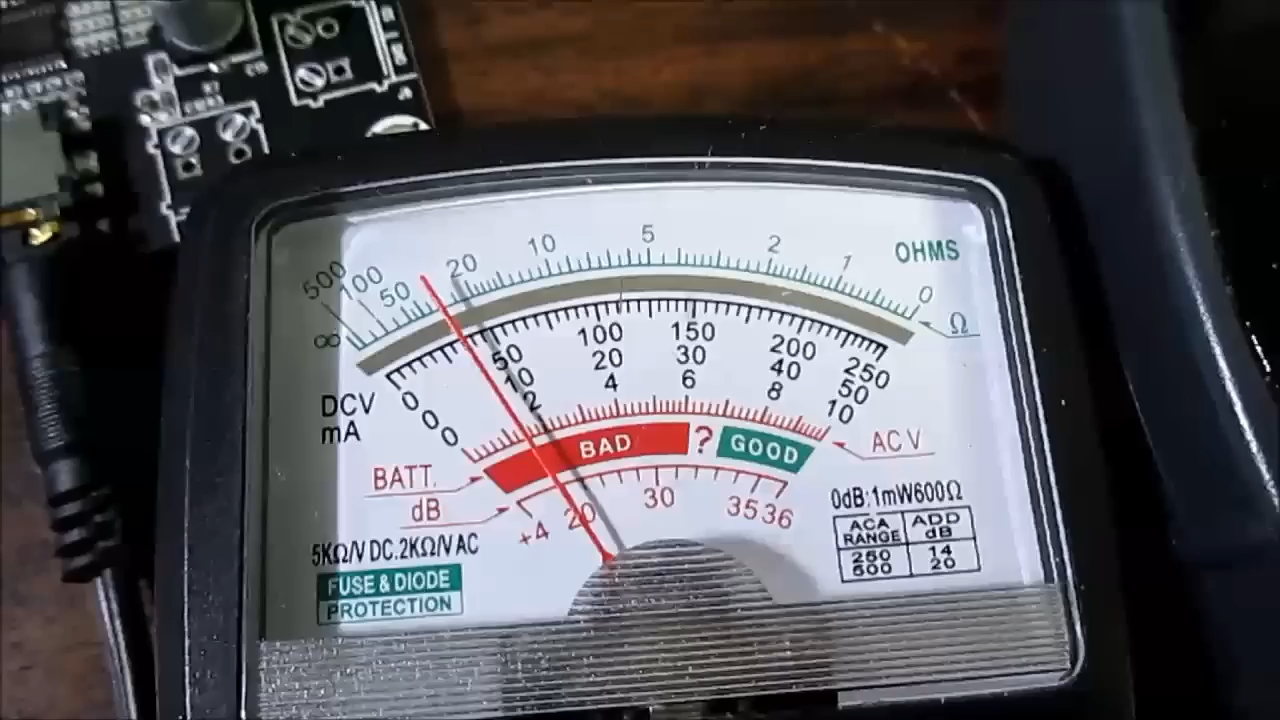 500 100 50 20 10 5 2 1 0 OHMS
∞ Ω
0 50 100 150 200 250
0 10 20 30 40 50
0 2 4 6 8 10
DCV
mA
AC V
BATT.
BAD ? GOOD
dB
+4 20 30 35 36
0dB:1mW600Ω
ACA RANGE ADD dB
250 14
500 20
5KΩ/V DC.2KΩ/V AC
FUSE & DIODE
PROTECTION